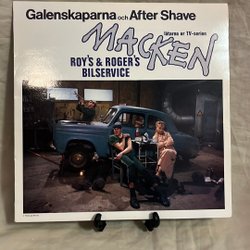 Galenskaparna och After Shave
låtarna ur TV-serien
MACKEN
ROY'S & ROGER'S
BILSERVICE